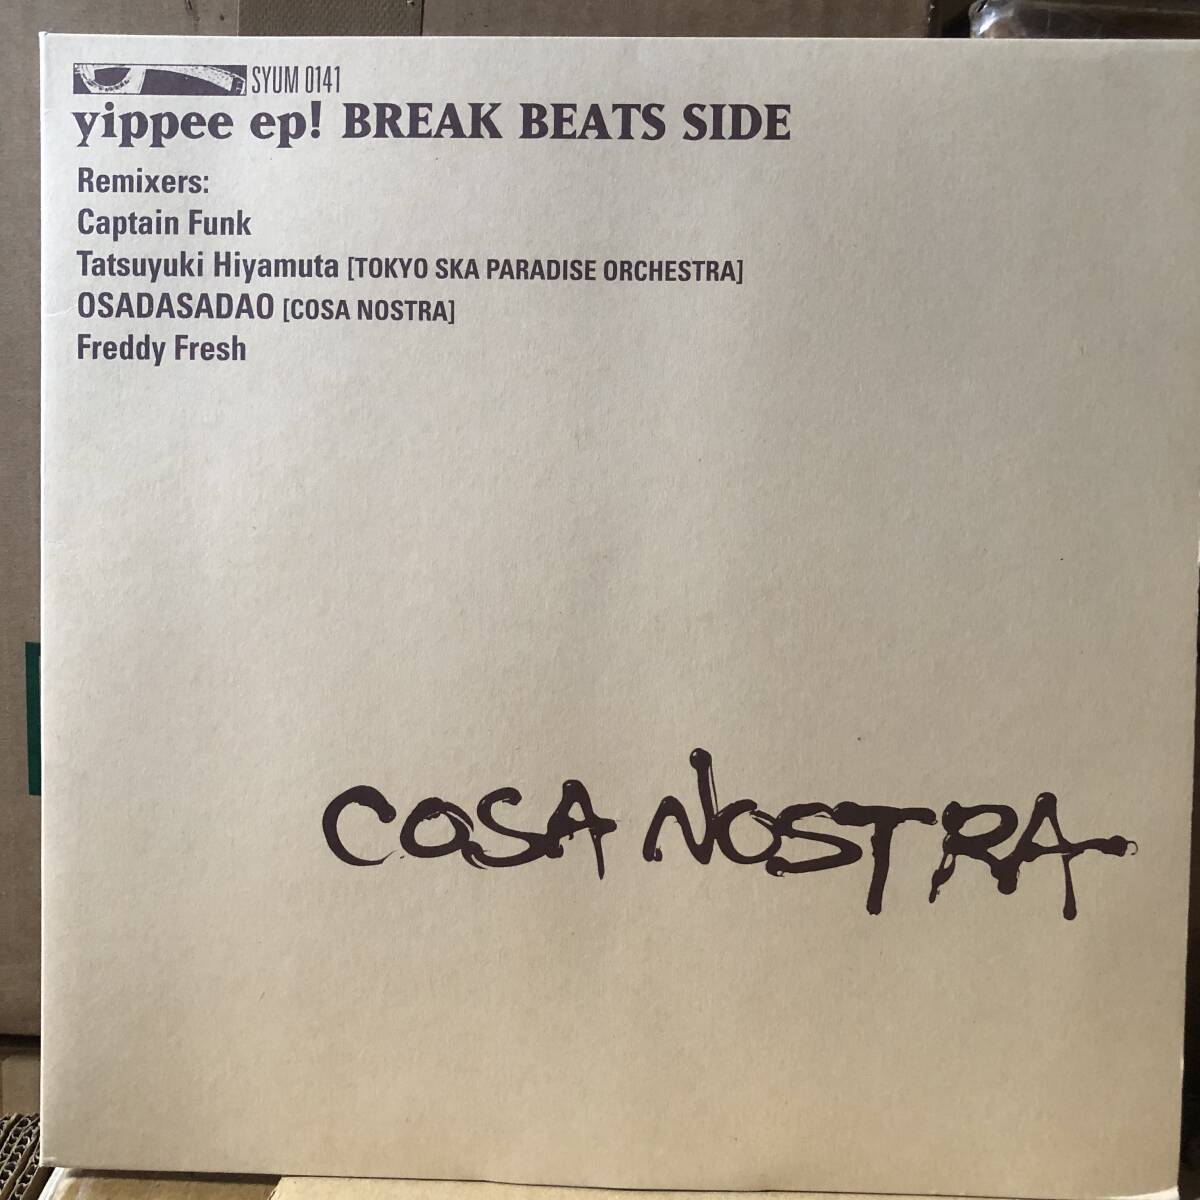 SYUM 0141
yippee ep! BREAK BEATS SIDE
Remixers:
Captain Funk
Tatsuyuki Hiyamuta [TOKYO SKA PARADISE ORCHESTRA]
OSADASADAO [COSA NOSTRA]
Freddy Fresh
COSA NOSTRA